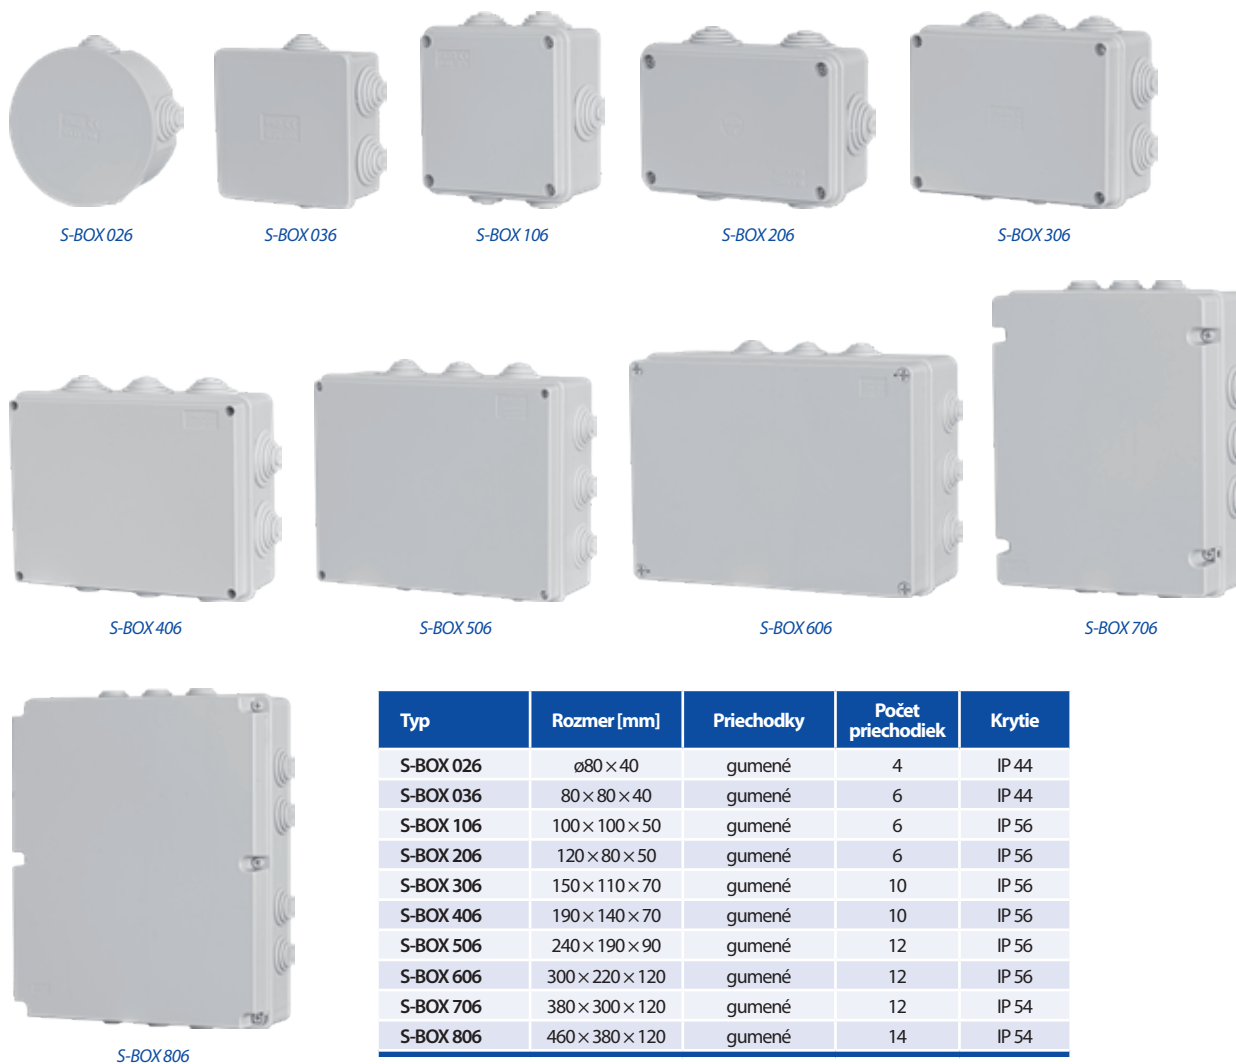 S-BOX 026
S-BOX 036
S-BOX 106
S-BOX 206
S-BOX 306
S-BOX 406
S-BOX 506
S-BOX 606
S-BOX 706
S-BOX 806
Typ Rozmer [mm] Priechodky Počet priechodiek Krytie
S-BOX 026 ø80 × 40 gumené 4 IP 44
S-BOX 036 80 × 80 × 40 gumené 6 IP 44
S-BOX 106 100 × 100 × 50 gumené 6 IP 56
S-BOX 206 120 × 80 × 50 gumené 6 IP 56
S-BOX 306 150 × 110 × 70 gumené 10 IP 56
S-BOX 406 190 × 140 × 70 gumené 10 IP 56
S-BOX 506 240 × 190 × 90 gumené 12 IP 56
S-BOX 606 300 × 220 × 120 gumené 12 IP 56
S-BOX 706 380 × 300 × 120 gumené 12 IP 54
S-BOX 806 460 × 380 × 120 gumené 14 IP 54